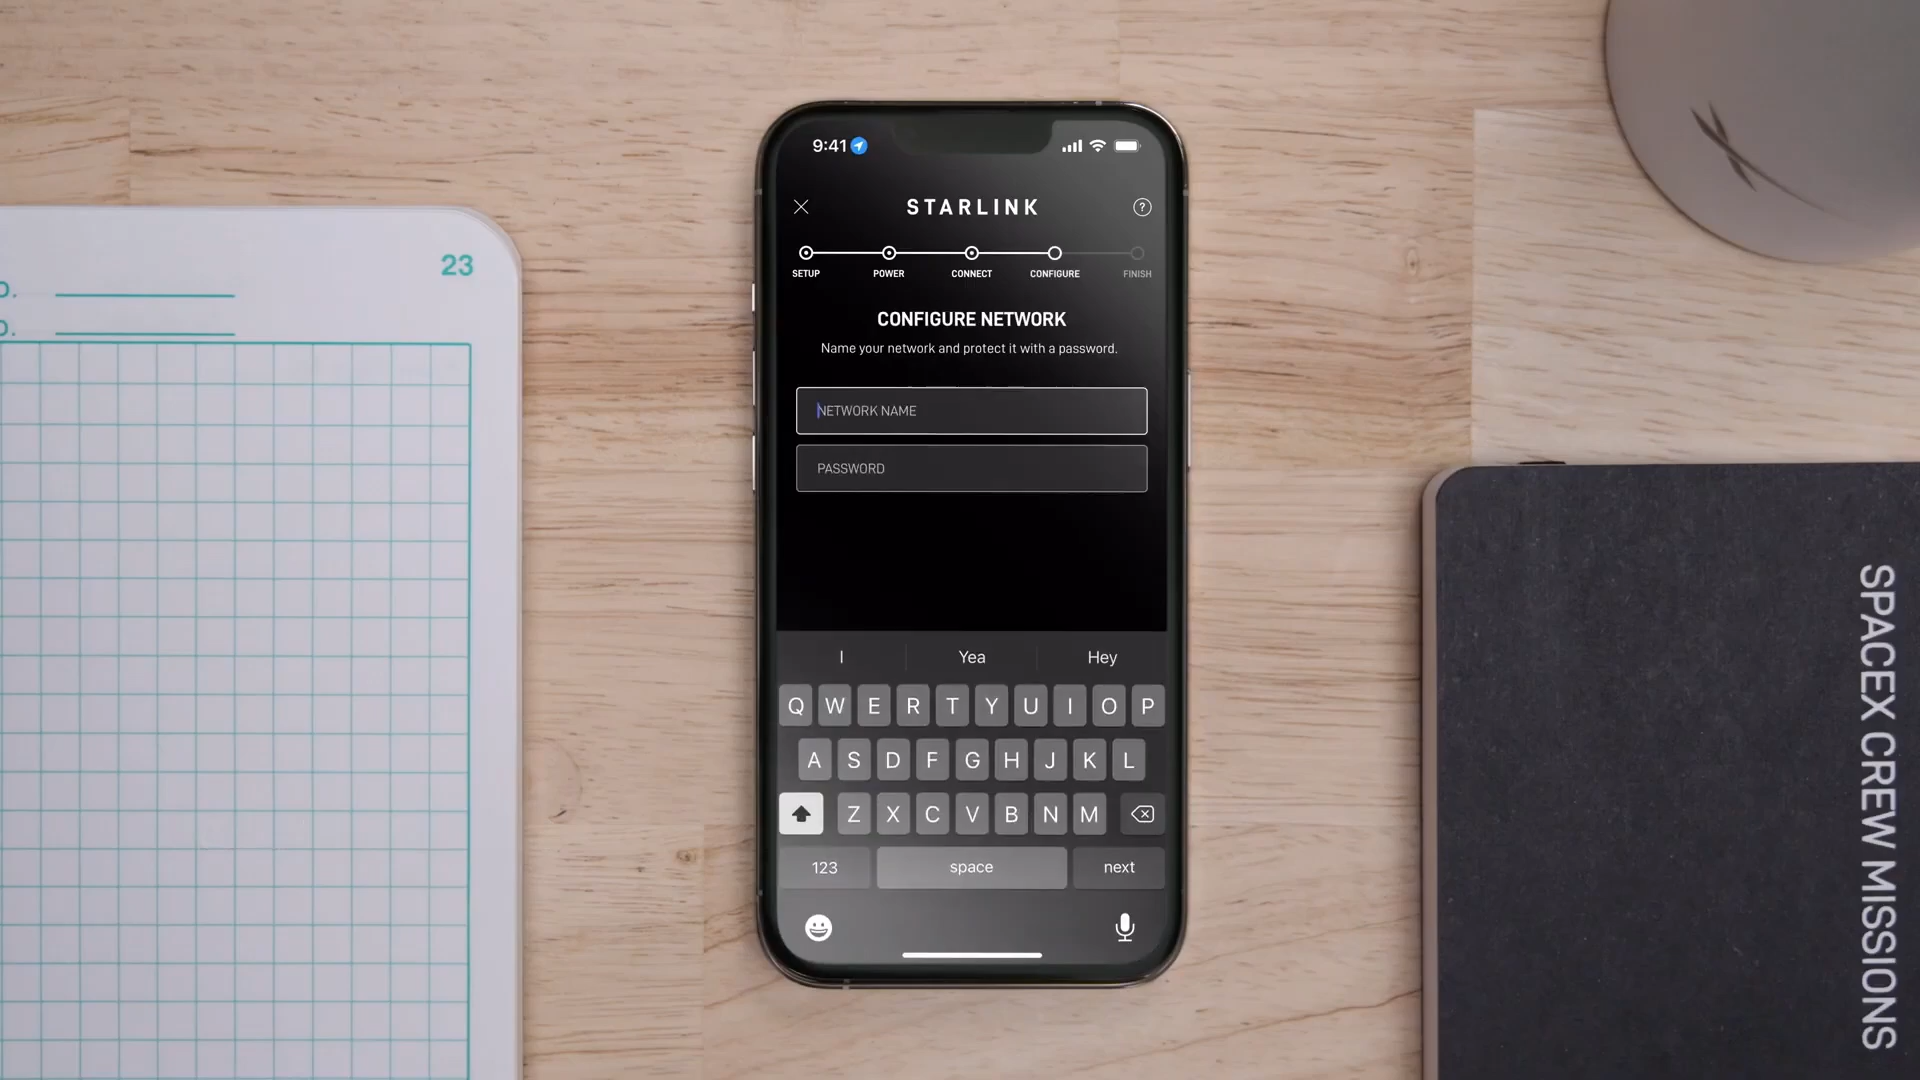 23
9:41
STARLINK
?
SETUP POWER CONNECT CONFIGURE FINISH
CONFIGURE NETWORK
Name your network and protect it with a password.
NETWORK NAME
PASSWORD
I Yea Hey
Q W E R T Y U I O P
A S D F G H J K L
Z X C V B N M
123 space next
SPACEX CREW MISSIONS